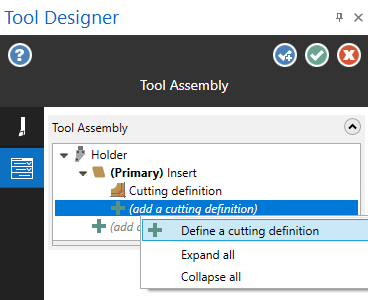 Tool Designer
Tool Assembly
Tool Assembly
Holder
(Primary) Insert
Cutting definition
(add a cutting definition)
(add a
Define a cutting definition
Expand all
Collapse all